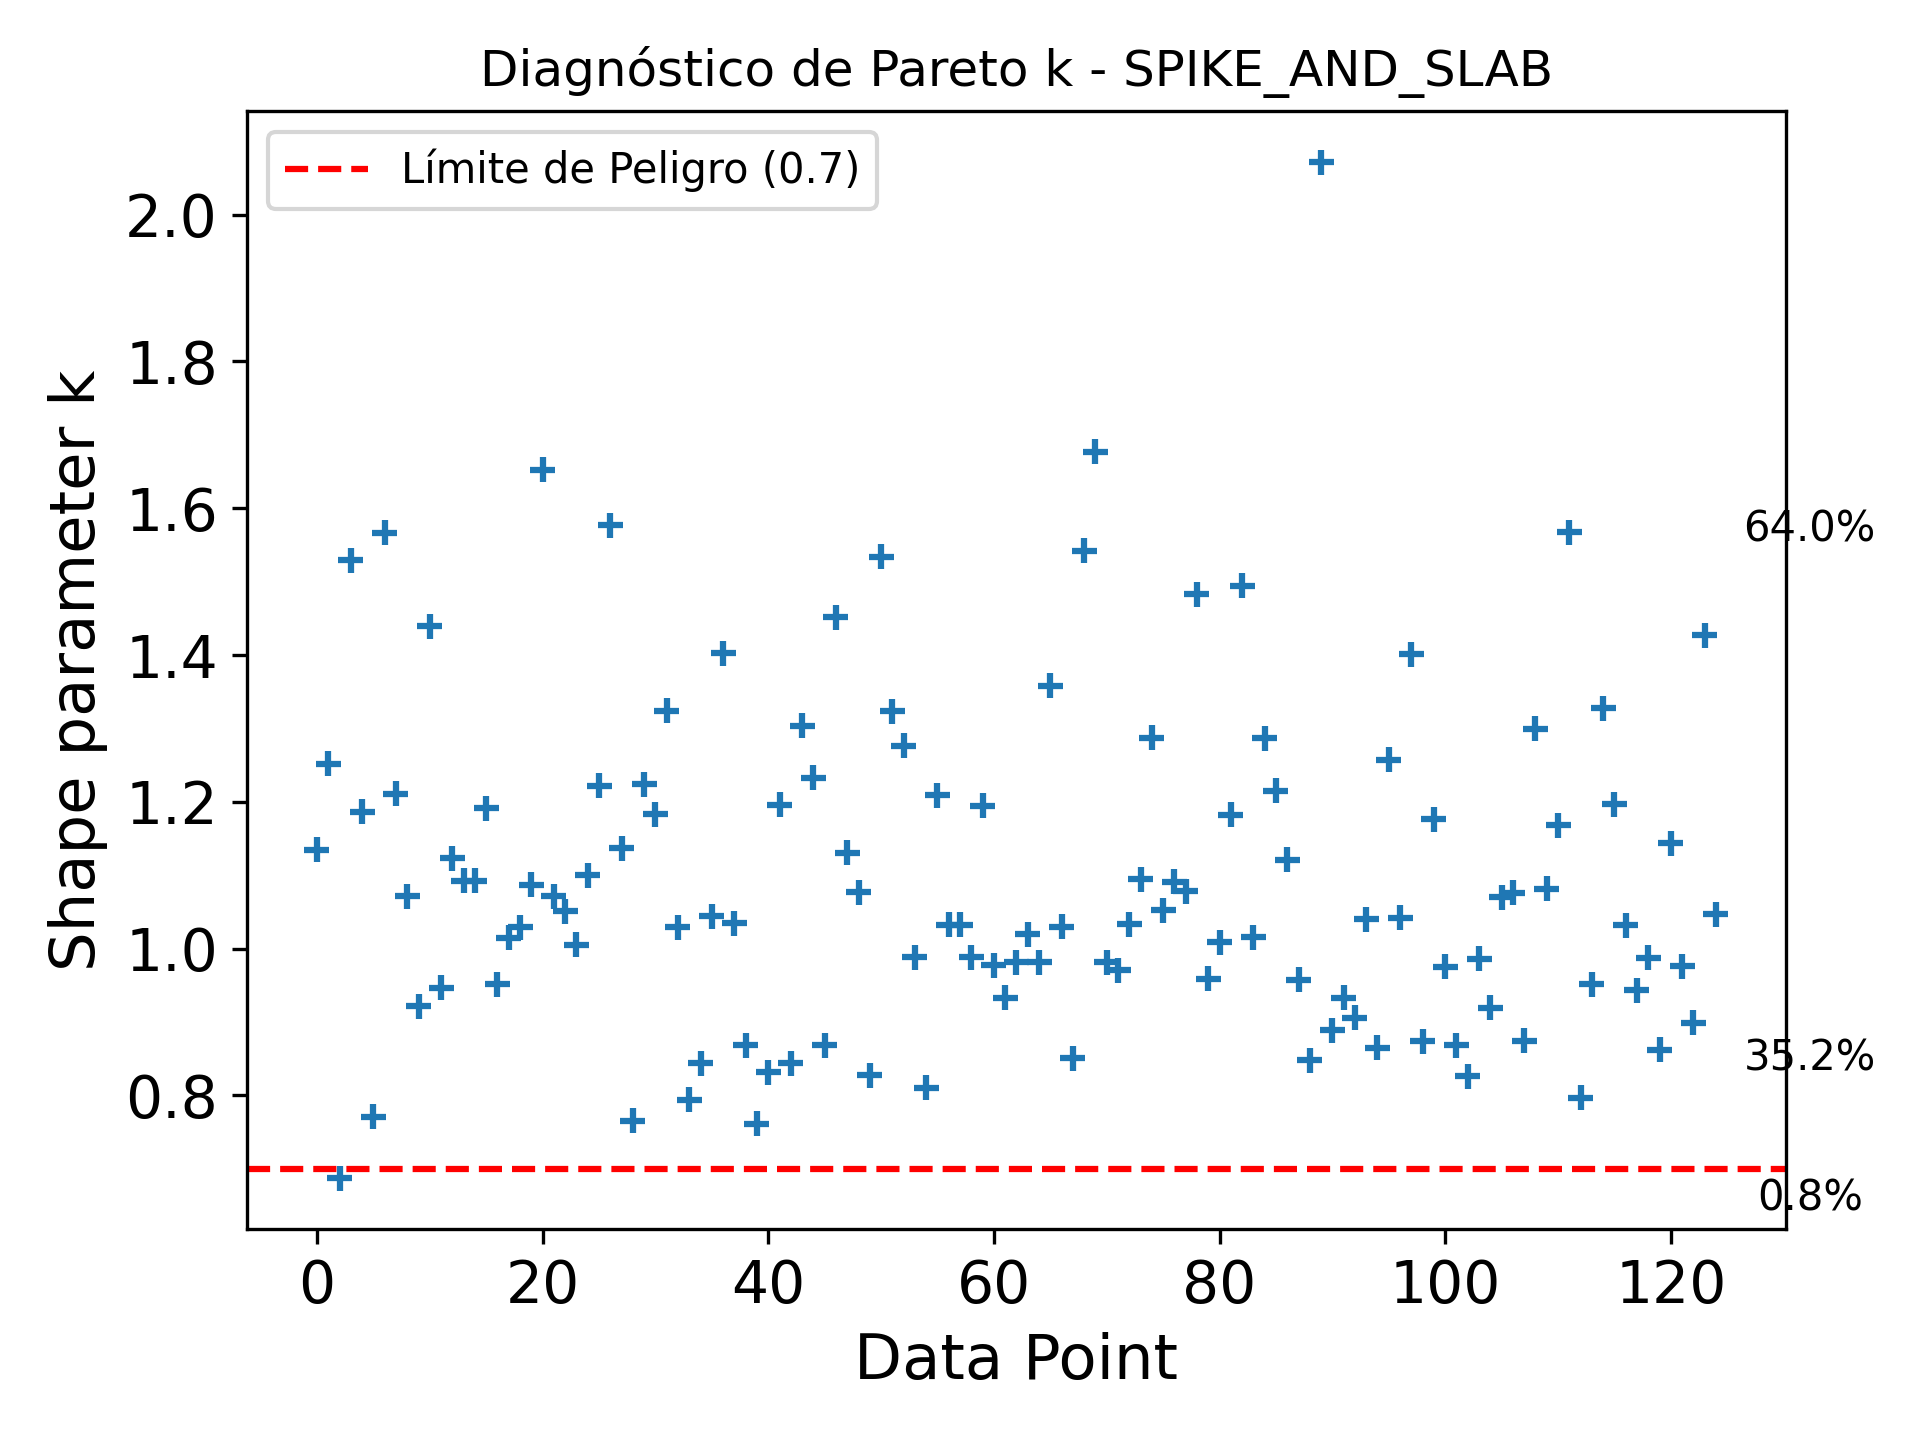 Diagnóstico de Pareto k - SPIKE_AND_SLAB
Límite de Peligro (0.7)
2.0
1.8
1.6
1.4
1.2
1.0
0.8
Shape parameter k
64.0%
35.2%
0.8%
0 20 40 60 80 100 120
Data Point